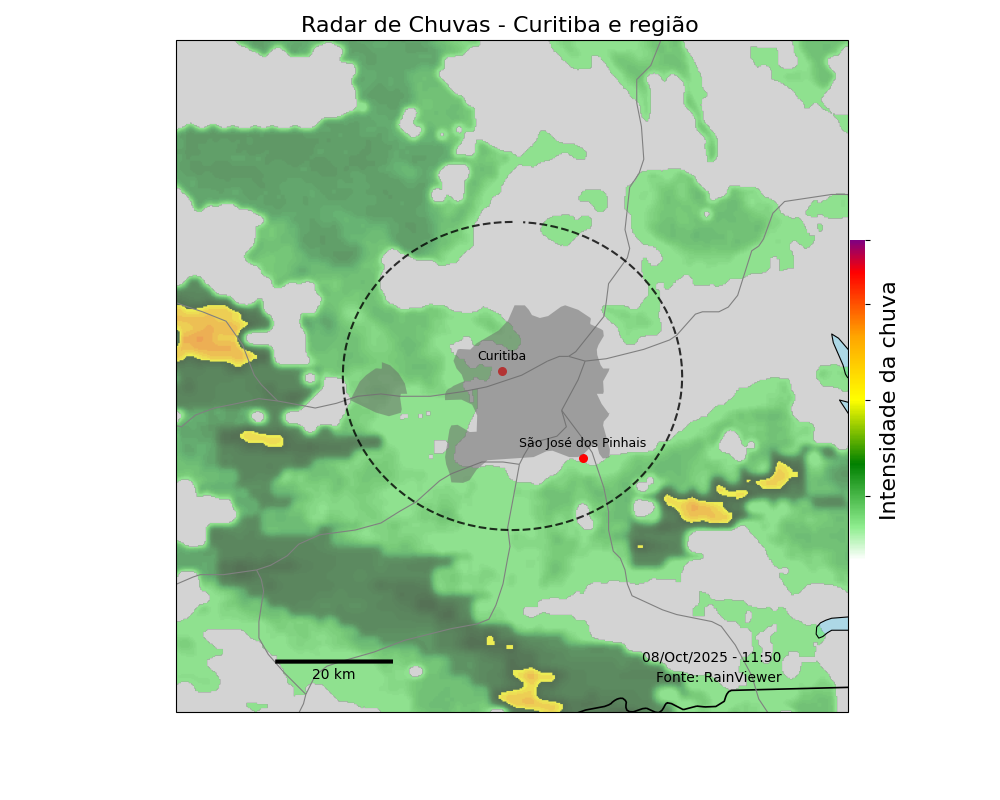 Radar de Chuvas - Curitiba e região
Curitiba
São José dos Pinhais
Intensidade da chuva
08/Oct/2025 - 11:50
Fonte: RainViewer
20 km